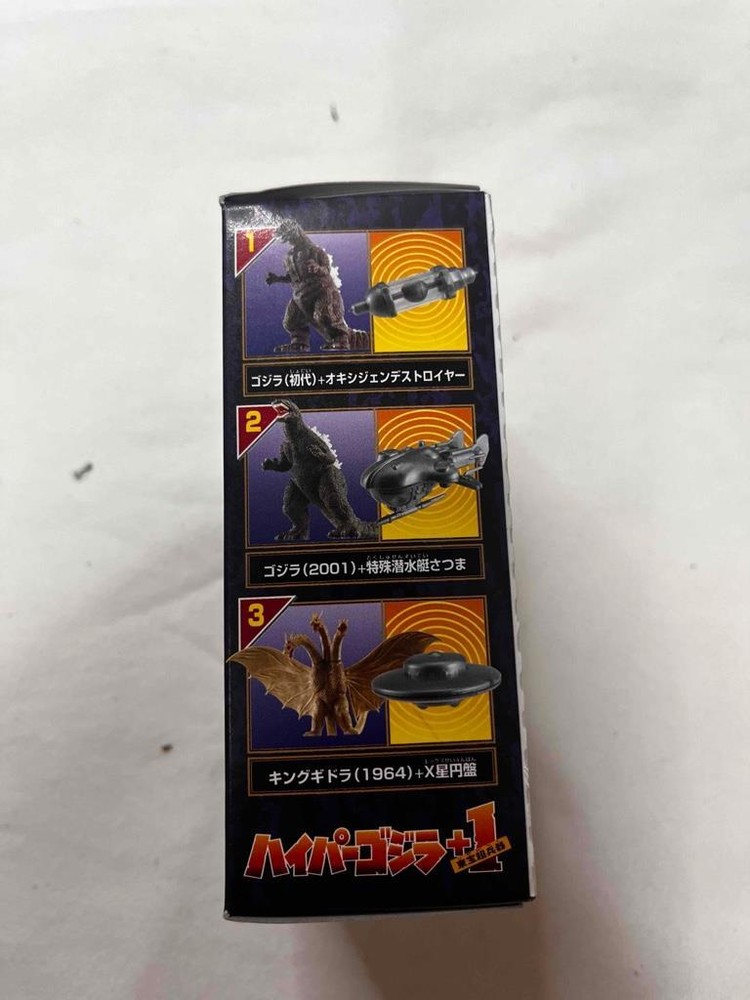 1
ゴジラ(初代)+オキシジェンデストロイヤー
2
ゴジラ(2001)+特殊潜水艇さつま
3
キングギドラ(1964)+X星円盤
ハイパーゴジラ+1